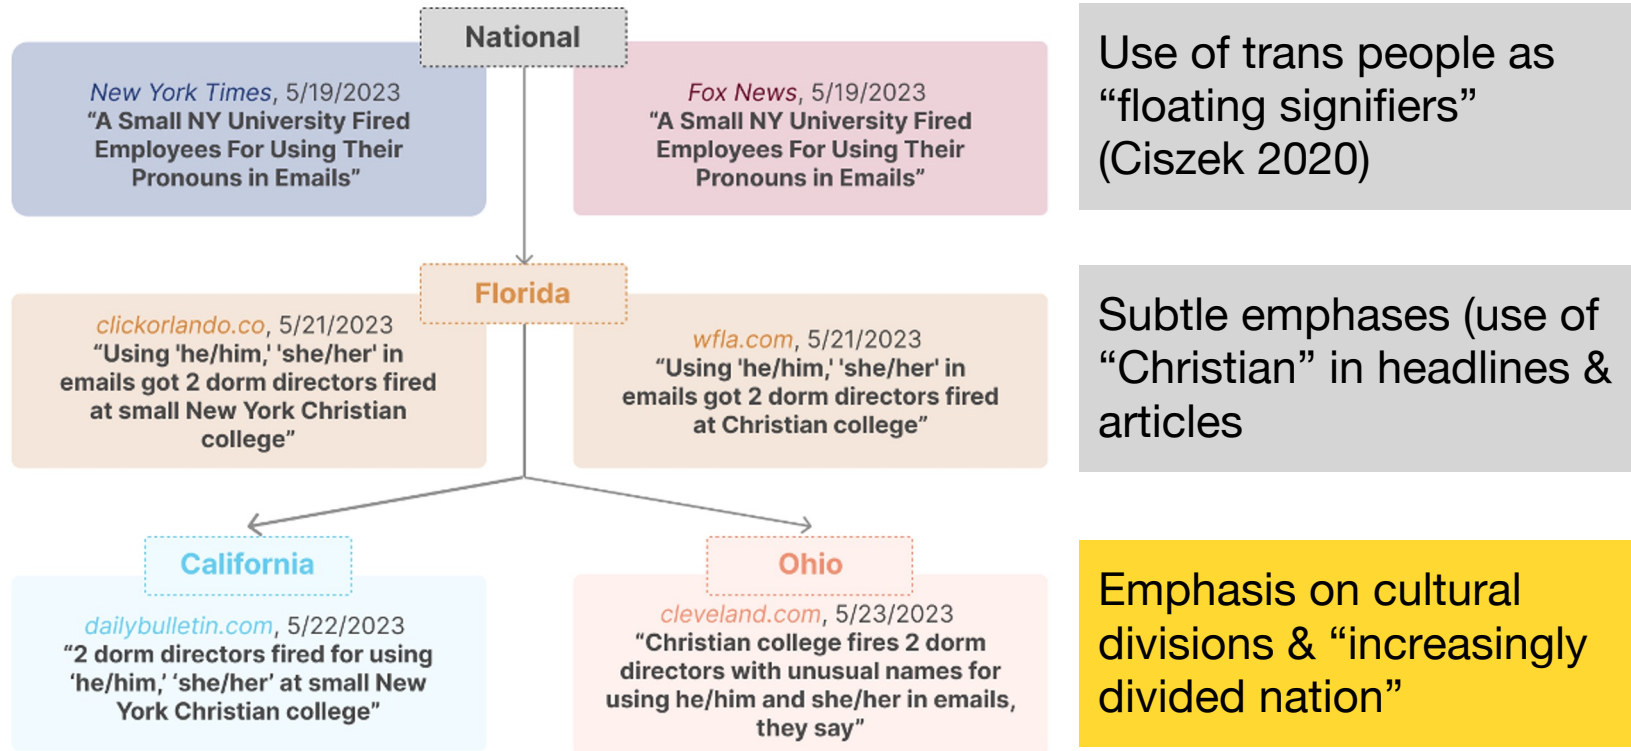 National
New York Times, 5/19/2023
“A Small NY University Fired
Employees For Using Their
Pronouns in Emails”
Fox News, 5/19/2023
“A Small NY University Fired
Employees For Using Their
Pronouns in Emails”
Use of trans people as
“floating signifiers”
(Ciszek 2020)
Florida
clickorlando.co, 5/21/2023
“Using 'he/him,' 'she/her' in
emails got 2 dorm directors fired
at small New York Christian
college”
wfla.com, 5/21/2023
“Using 'he/him,' 'she/her' in
emails got 2 dorm directors fired
at Christian college”
Subtle emphases (use of
“Christian” in headlines &
articles
California
dailybulletin.com, 5/22/2023
“2 dorm directors fired for using
‘he/him,’ ‘she/her’ at small New
York Christian college”
Ohio
cleveland.com, 5/23/2023
“Christian college fires 2 dorm
directors with unusual names for
using he/him and she/her in emails,
they say”
Emphasis on cultural
divisions & “increasingly
divided nation”